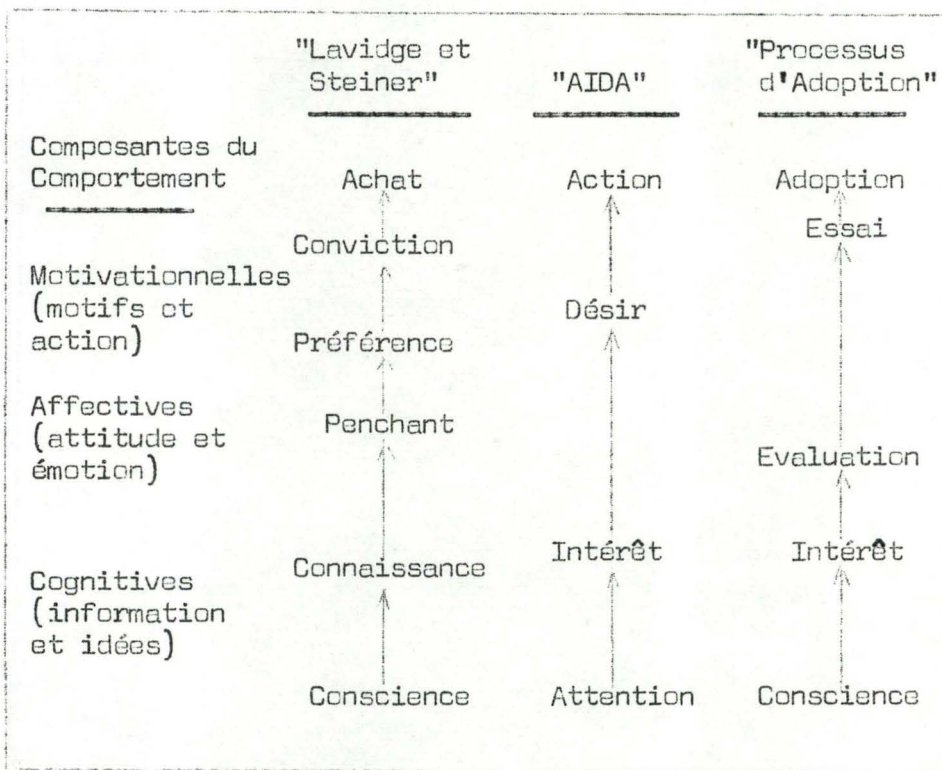 "Lavidge et Steiner"
"AIDA"
"Processus d'Adoption"
Composantes du
Comportement
Achat
Action
Adoption
Essai
Conviction
Motivationnelles
(motifs et
action)
Désir
Préférence
Affectives
(attitude et
émotion)
Penchant
Evaluation
Intérêt
Intérêt
Connaissance
Cognitives
(information
et idées)
Conscience
Attention
Conscience